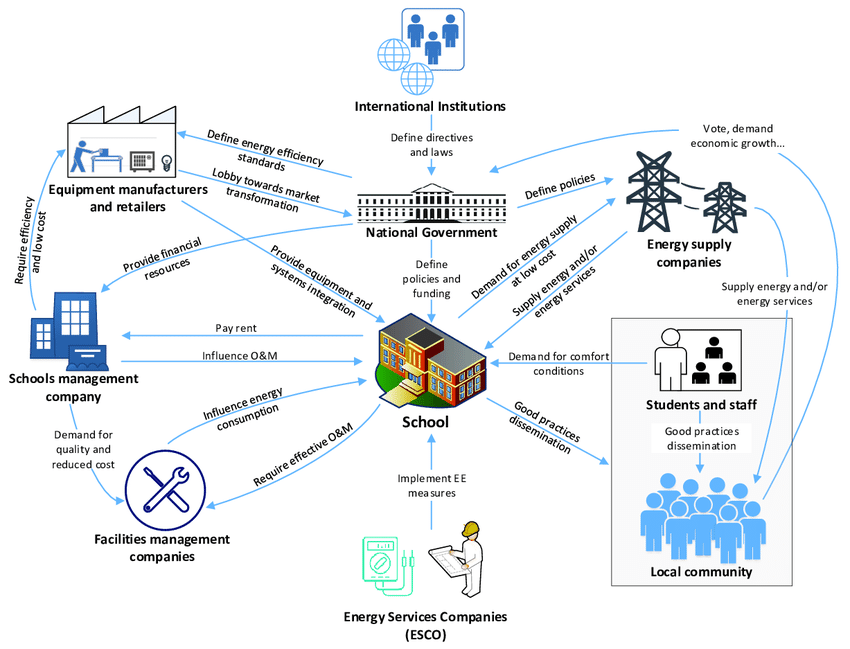 International Institutions
Define directives
and laws
Vote, demand
economic growth...
Define energy efficiency
standards
Lobby towards market
transformation
Equipment manufacturers
and retailers
National Government
Define policies
Energy supply
companies
Require efficiency
and low cost
Provide financial
resources
Provide equipment and
systems integration
Define
policies and
funding
Demand for energy supply
at low cost
Supply energy and/or
energy services
Supply energy and/or
energy services
Pay rent
Influence O&M
Schools management
company
Demand for comfort
conditions
Students and staff
School
Good practices
dissemination
Good practices
dissemination
Demand for
quality and
reduced cost
Influence energy
consumption
Require effective O&M
Implement EE
measures
Facilities management
companies
Local community
Energy Services Companies
(ESCO)